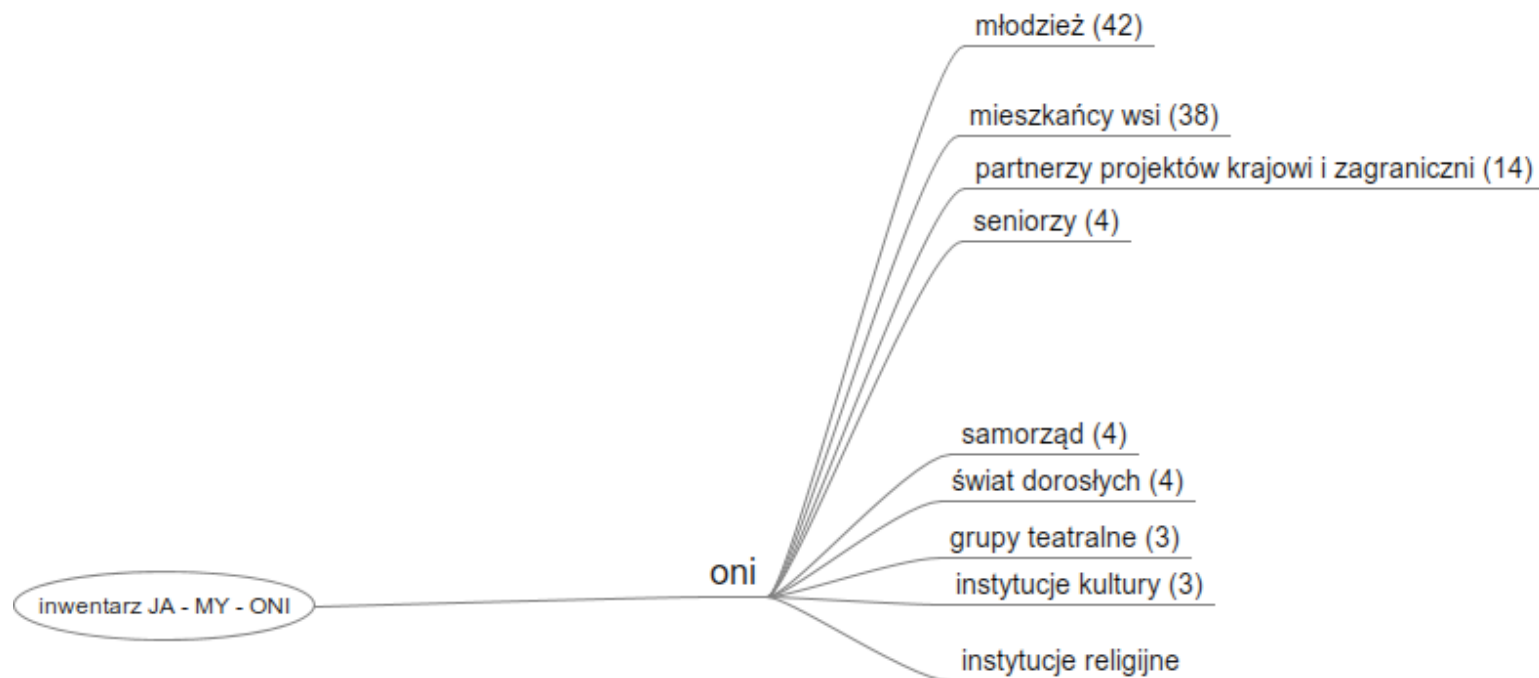 młodzież (42)
mieszkańcy wsi (38)
partnerzy projektów krajowi i zagraniczni (14)
seniorzy (4)
samorząd (4)
świat dorosłych (4)
grupy teatralne (3)
oni
instytucje kultury (3)
inwentarz JA - MY - ONI
instytucje religijne